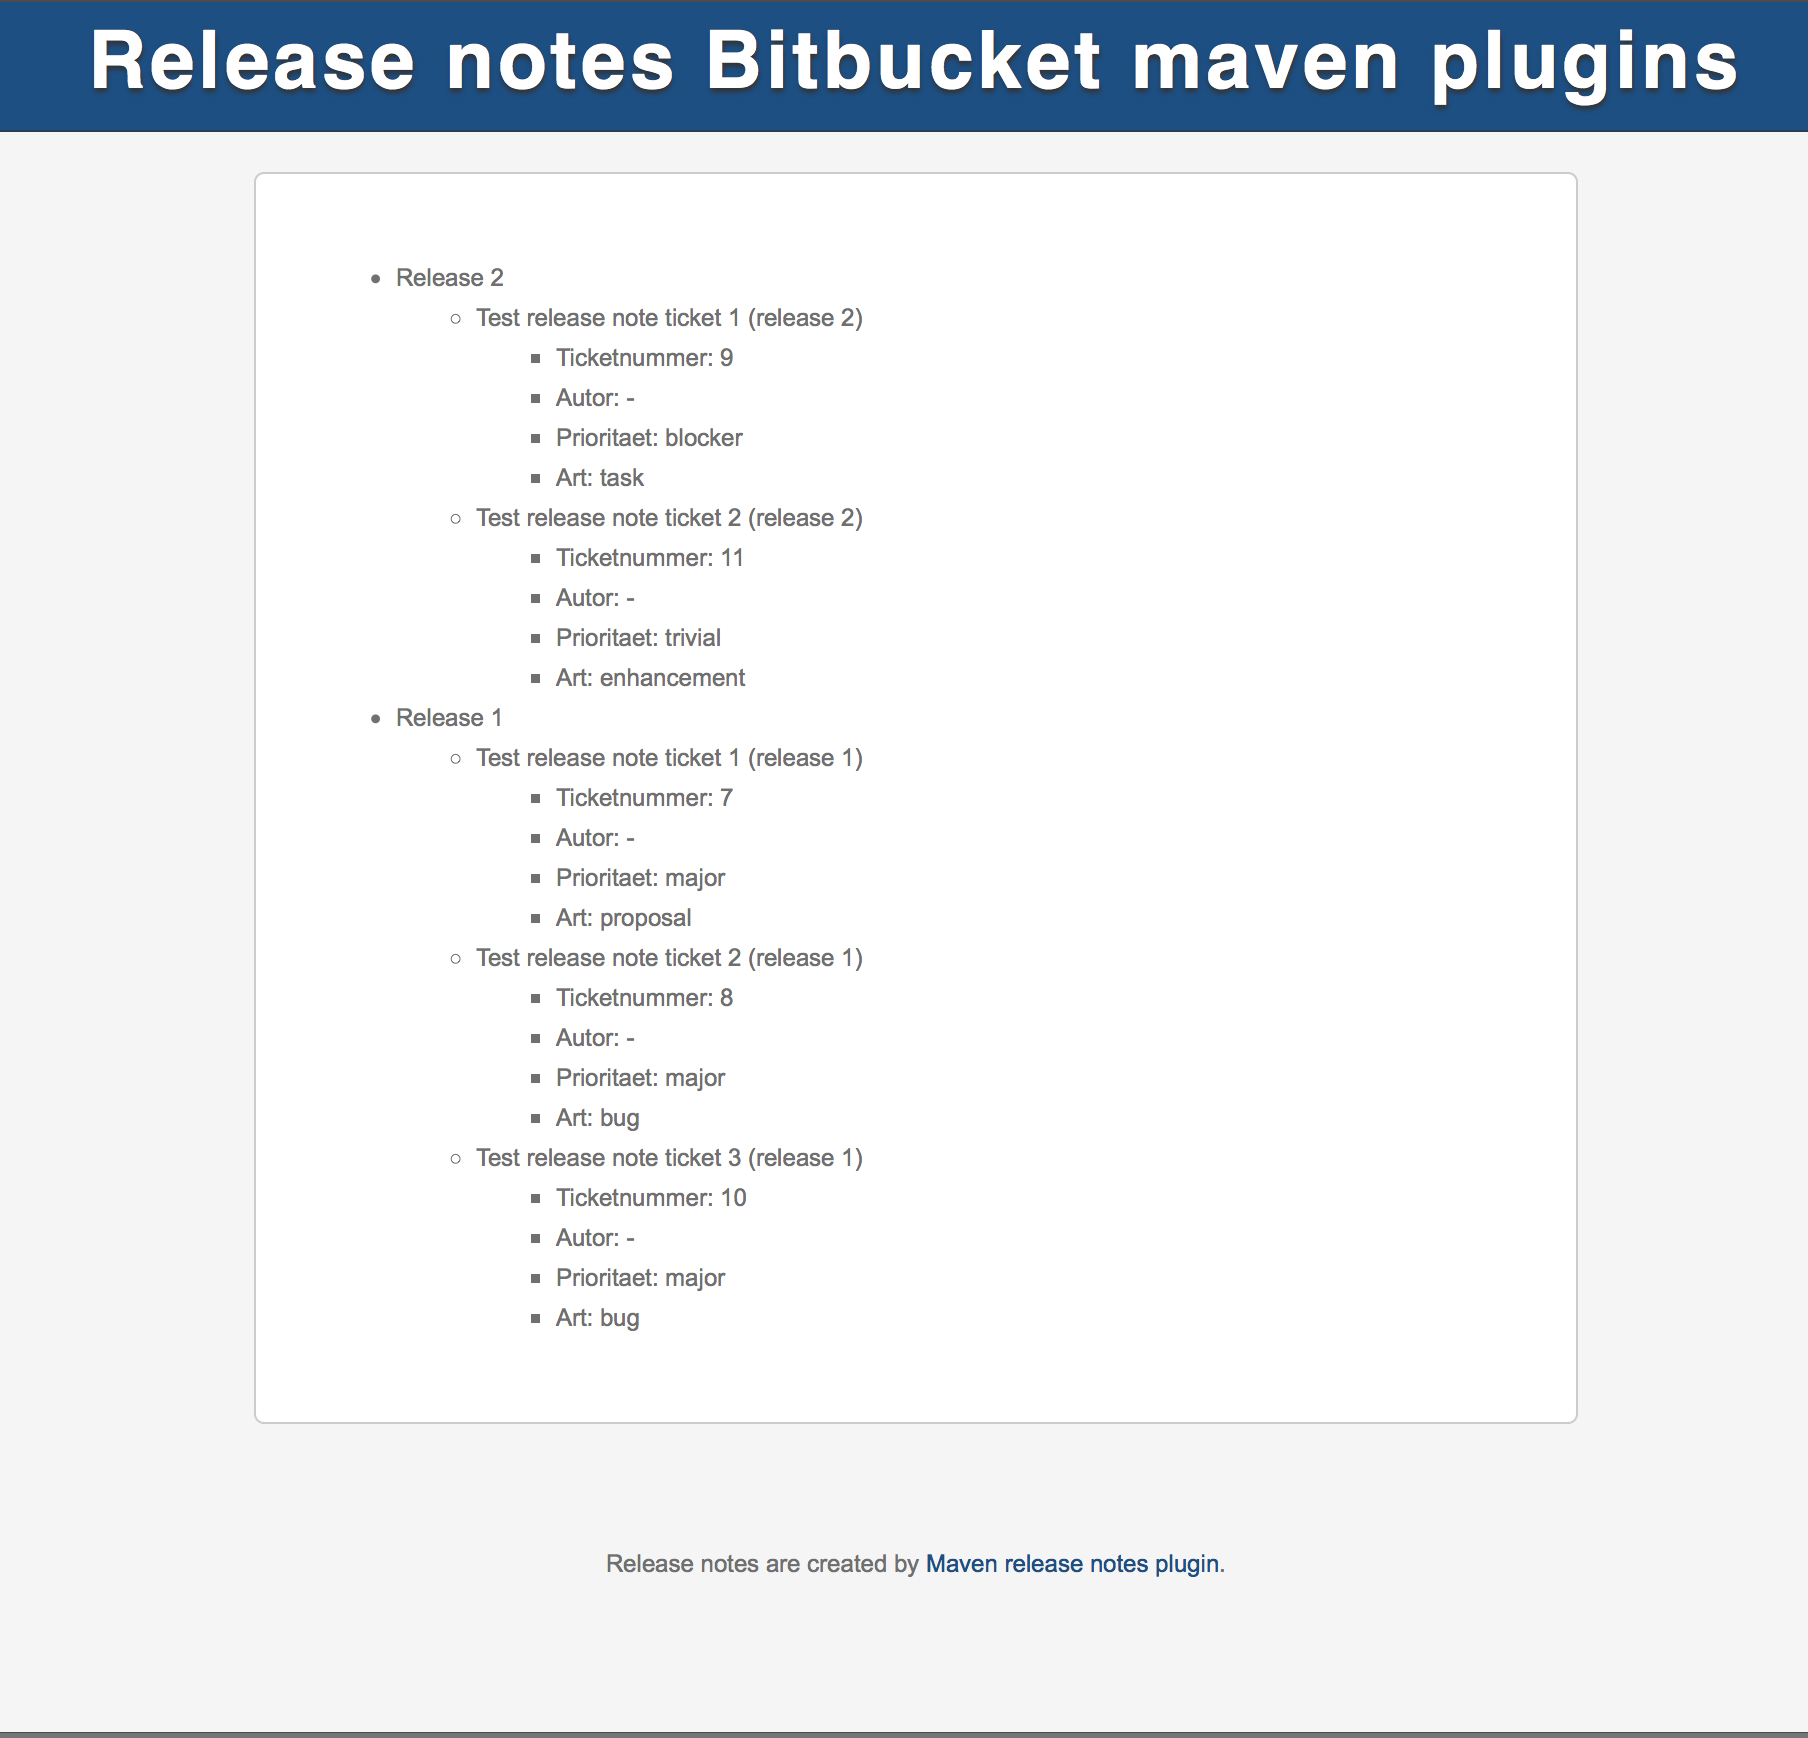 Release notes Bitbucket maven plugins
Release 2
Test release note ticket 1 (release 2)
Ticketnummer: 9
Autor: -
Prioritaet: blocker
Art: task
Test release note ticket 2 (release 2)
Ticketnummer: 11
Autor: -
Prioritaet: trivial
Art: enhancement
Release 1
Test release note ticket 1 (release 1)
Ticketnummer: 7
Autor: -
Prioritaet: major
Art: proposal
Test release note ticket 2 (release 1)
Ticketnummer: 8
Autor: -
Prioritaet: major
Art: bug
Test release note ticket 3 (release 1)
Ticketnummer: 10
Autor: -
Prioritaet: major
Art: bug
Release notes are created by Maven release notes plugin.